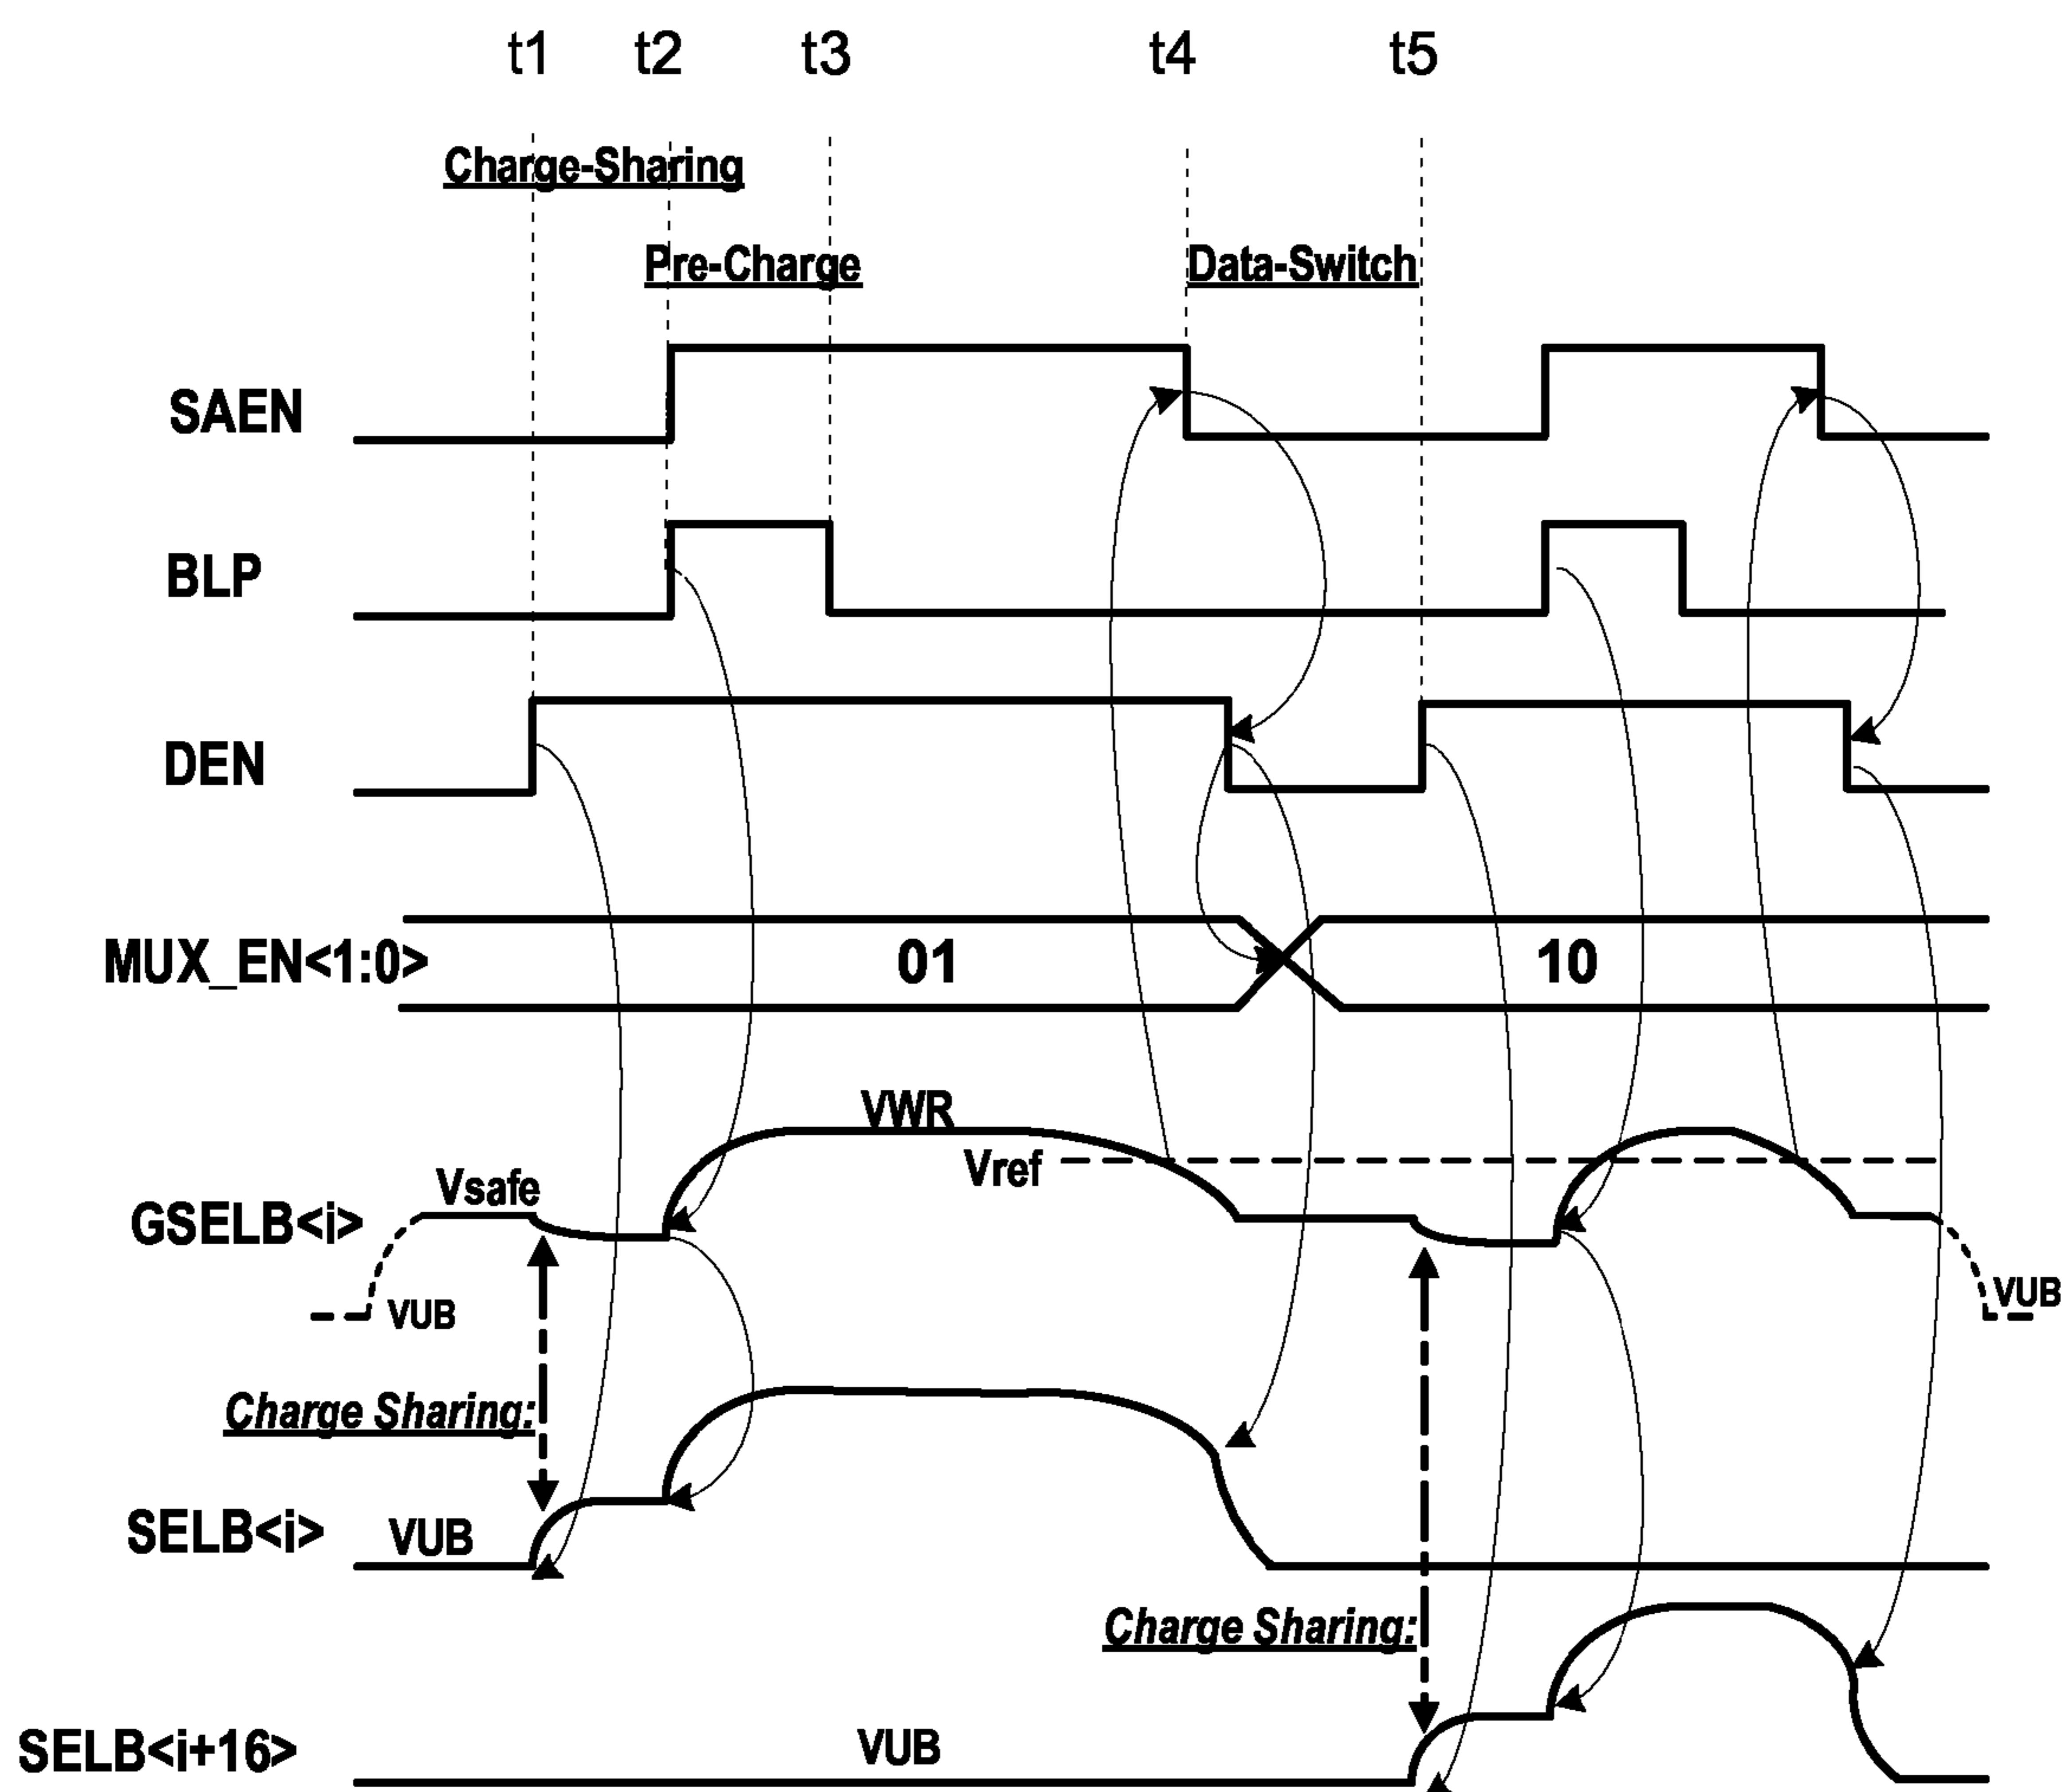 t1 t2 t3 t4 t5
Charge-Sharing
Pre-Charge Data-Switch
SAEN
BLP
DEN
MUX_EN<1:0> 01 10
VWR
Vref
Vsafe
GSELB<i>
VUB VUB
Charge Sharing:
SELB<i> VUB
Charge Sharing:
SELB<i+16> VUB